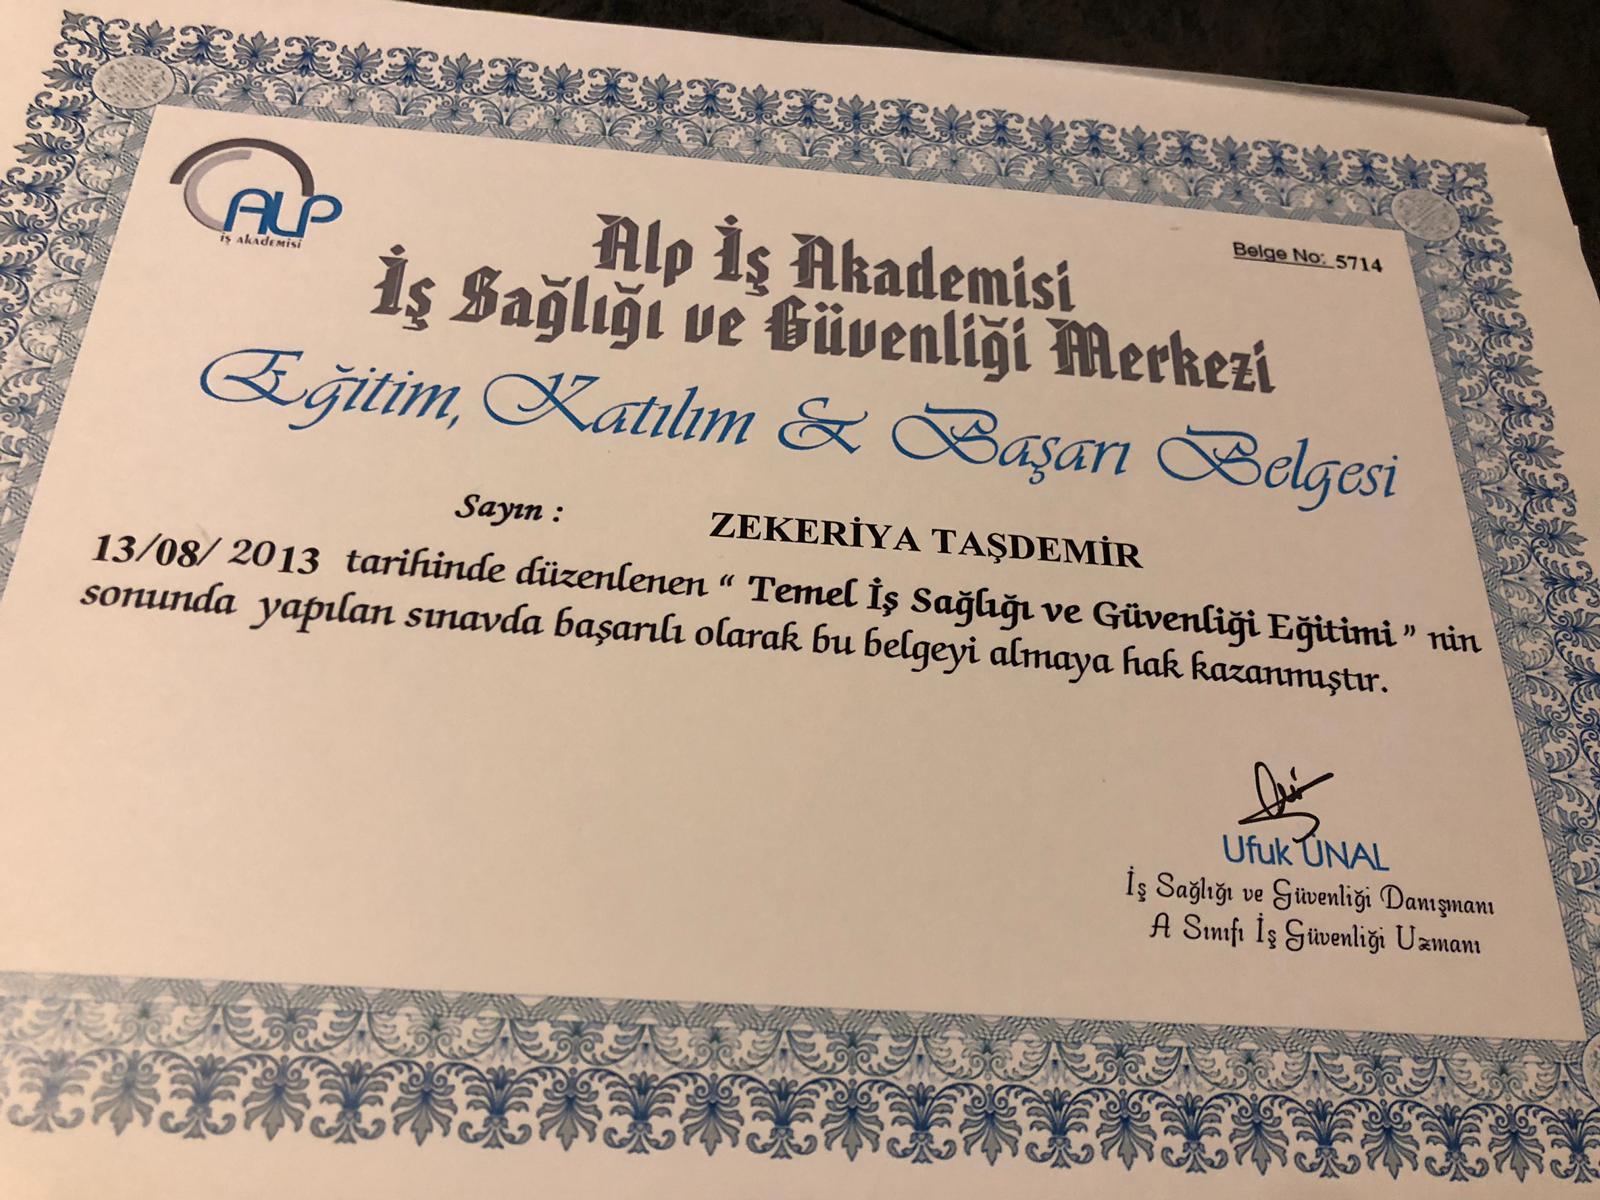 ALP
iş akademisi
Belge No: 5714
Alp İş Akademisi
İş Sağlığı ve Güvenliği Merkezi
Eğitim, Katılım & Başarı Belgesi
Sayın : ZEKERİYA TAŞDEMİR
13/08/ 2013 tarihinde düzenlenen “ Temel İş Sağlığı ve Güvenliği Eğitimi ” nin
sonunda yapılan sınavda başarılı olarak bu belgeyi almaya hak kazanmıştır.
Ufuk ÜNAL
İş Sağlığı ve Güvenliği Danışmanı
A Sınıfı İş Güvenliği Uzmanı